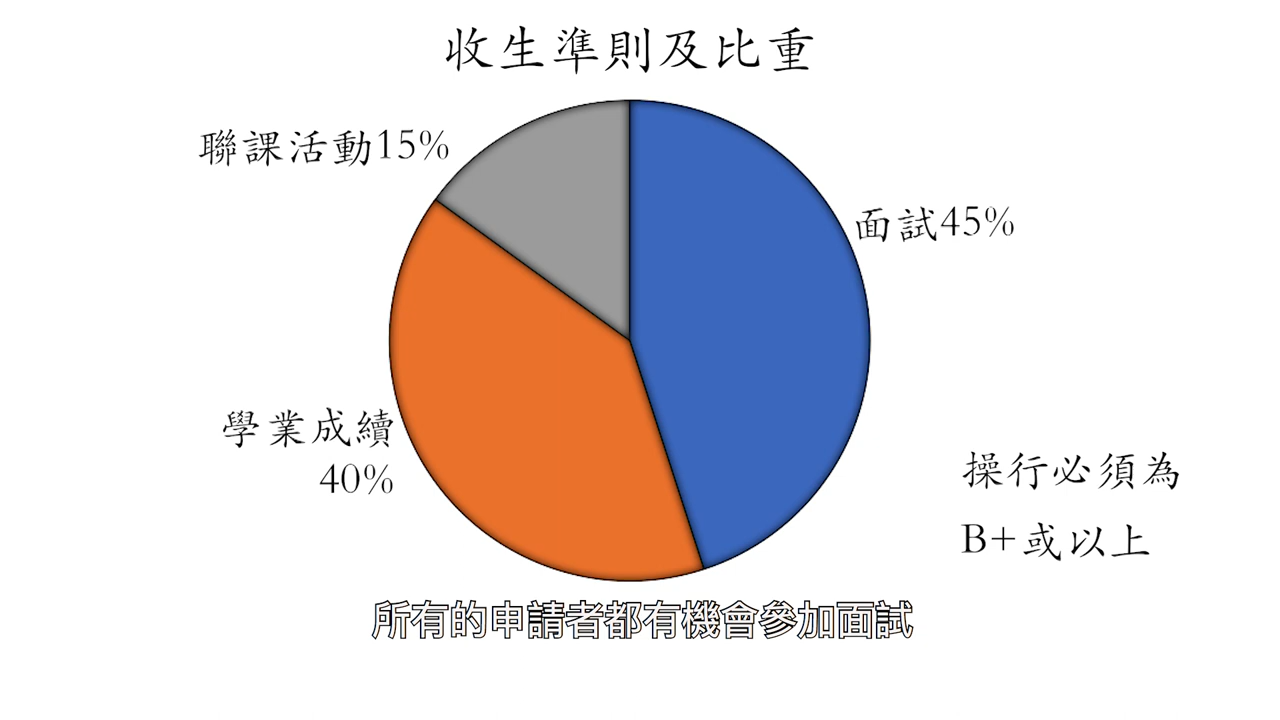 收生準則及比重
聯課活動15%
面試45%
學業成績
40%
操行必須為
B+或以上
所有的申請者都有機會參加面試